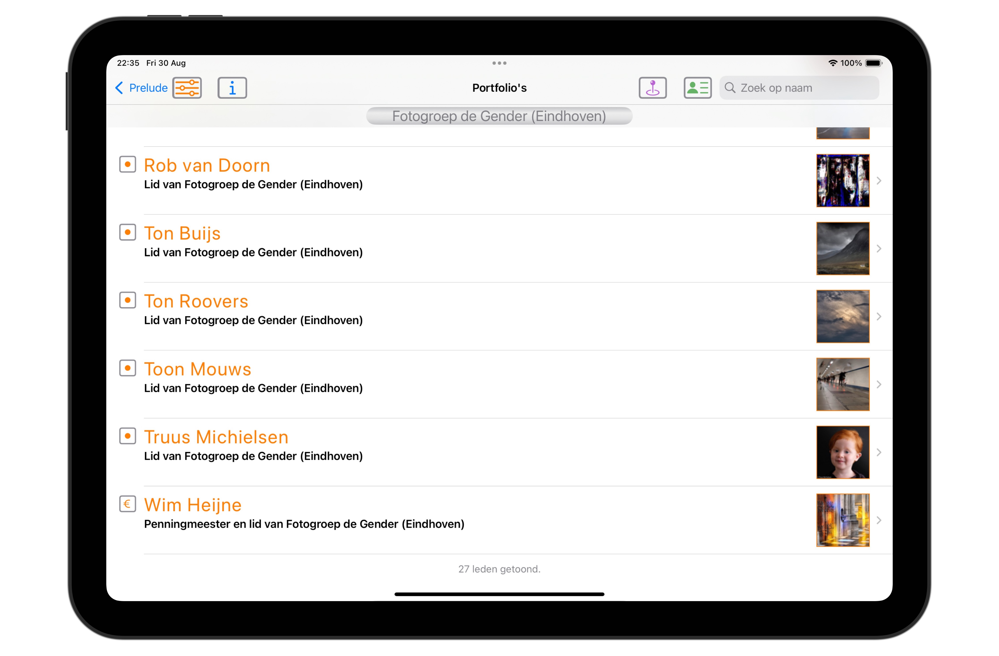 22:35 Fri 30 Aug
100%
Prelude
Portfolio's
Zoek op naam
Fotogroep de Gender (Eindhoven)
Rob van Doorn
Lid van Fotogroep de Gender (Eindhoven)
Ton Buijs
Lid van Fotogroep de Gender (Eindhoven)
Ton Roovers
Lid van Fotogroep de Gender (Eindhoven)
Toon Mouws
Lid van Fotogroep de Gender (Eindhoven)
Truus Michielsen
Lid van Fotogroep de Gender (Eindhoven)
€ Wim Heijne
Penningmeester en lid van Fotogroep de Gender (Eindhoven)
27 leden getoond.